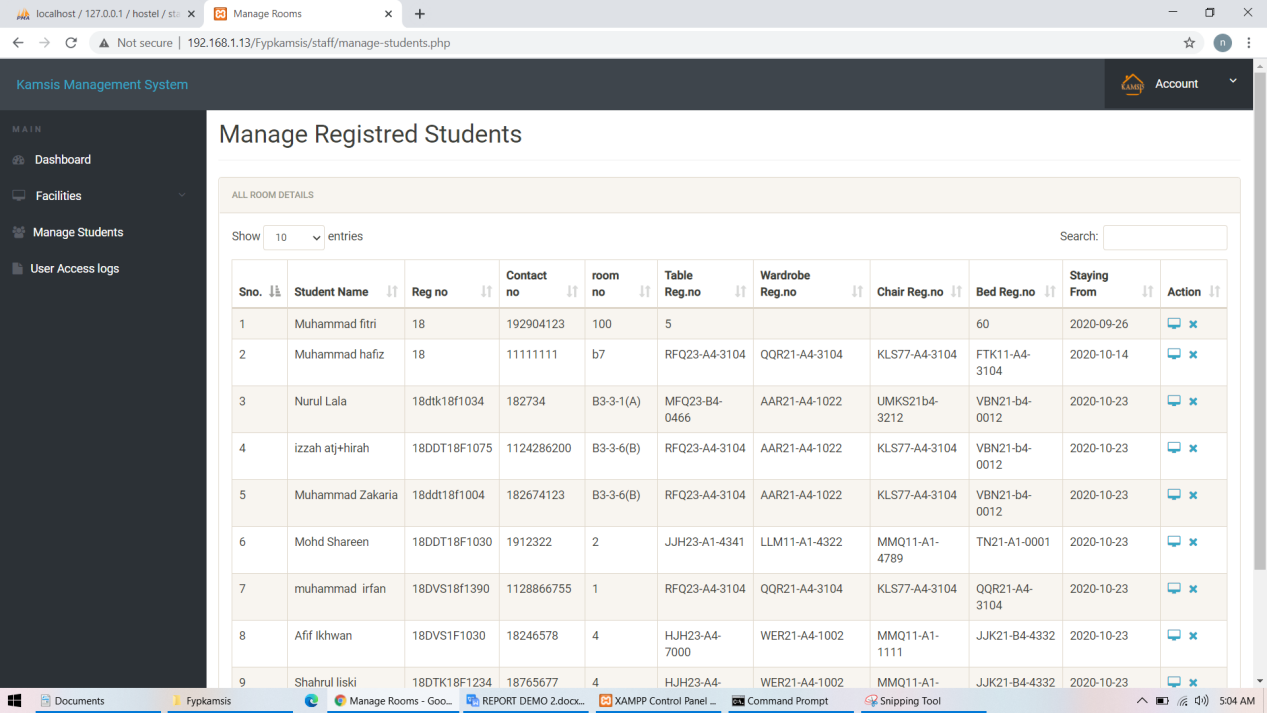 localhost / 127.0.0.1 / hostel / sta
Manage Rooms
Not secure
192.168.1.13/Fypkamsis/staff/manage-students.php
n
Kamsis Management System
KAMSIS
Account
MAIN
Dashboard
Facilities
Manage Students
User Access logs
Manage Registred Students
ALL ROOM DETAILS
Show 10 entries
Search:
Sno. Student Name Reg no Contact no room no Table Reg.no Wardrobe Reg.no Chair Reg.no Bed Reg.no Staying From Action
1 Muhammad fitri 18 192904123 100 5 60 2020-09-26
2 Muhammad hafiz 18 11111111 b7 RFQ23-A4-3104 QQR21-A4-3104 KLS77-A4-3104 FTK11-A4-3104 2020-10-14
3 Nurul Lala 18dtk18f1034 182734 B3-3-1(A) MFQ23-B4-0466 AAR21-A4-1022 UMKS21b4-3212 VBN21-b4-0012 2020-10-23
4 izzah atj+hirah 18DDT18F1075 1124286200 B3-3-6(B) RFQ23-A4-3104 AAR21-A4-1022 KLS77-A4-3104 VBN21-b4-0012 2020-10-23
5 Muhammad Zakaria 18ddt18f1004 182674123 B3-3-6(B) RFQ23-A4-3104 AAR21-A4-1022 KLS77-A4-3104 VBN21-b4-0012 2020-10-23
6 Mohd Shareen 18DDT18F1030 1912322 2 JJH23-A1-4341 LLM11-A1-4322 MMQ11-A1-4789 TN21-A1-0001 2020-10-23
7 muhammad irfan 18DVS18f1390 1128866755 1 RFQ23-A4-3104 QQR21-A4-3104 KLS77-A4-3104 QQR21-A4-3104 2020-10-23
8 Afif Ikhwan 18DVS1F1030 18246578 4 HJH23-A4-7000 WER21-A4-1002 MMQ11-A1-1111 JJK21-B4-4332 2020-10-23
9 Shahrul liski 18DTK18F1234 18765677 4 HJH23-A4- WER21-A4-1002 MMQ11-A1- JJK21-B4-4332 2020-10-23
Documents
Fypkamsis
Manage Rooms - Goo...
REPORT DEMO 2.docx...
XAMPP Control Panel ...
Command Prompt
Snipping Tool
5:04 AM